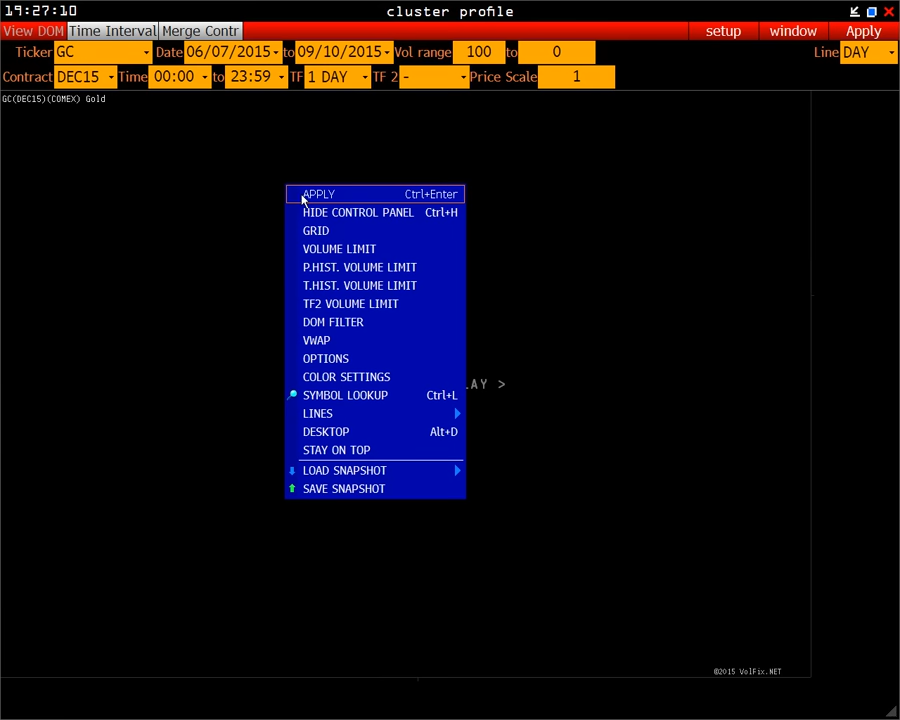 19:27:10 cluster profile
View DOM Time Interval Merge Contr setup window Apply
Ticker GC Date 06/07/2015 to 09/10/2015 Vol range 100 to 0 Line DAY
Contract DEC15 Time 00:00 to 23:59 TF 1 DAY TF 2 - Price Scale 1
GC(DEC15)(COMEX) Gold
APPLY Ctrl+Enter
HIDE CONTROL PANEL Ctrl+H
GRID
VOLUME LIMIT
P.HIST. VOLUME LIMIT
T.HIST. VOLUME LIMIT
TF2 VOLUME LIMIT
DOM FILTER
VWAP
OPTIONS
COLOR SETTINGS
AY >
SYMBOL LOOKUP Ctrl+L
LINES
DESKTOP Alt+D
STAY ON TOP
LOAD SNAPSHOT
SAVE SNAPSHOT
©2015 VolFix.NET